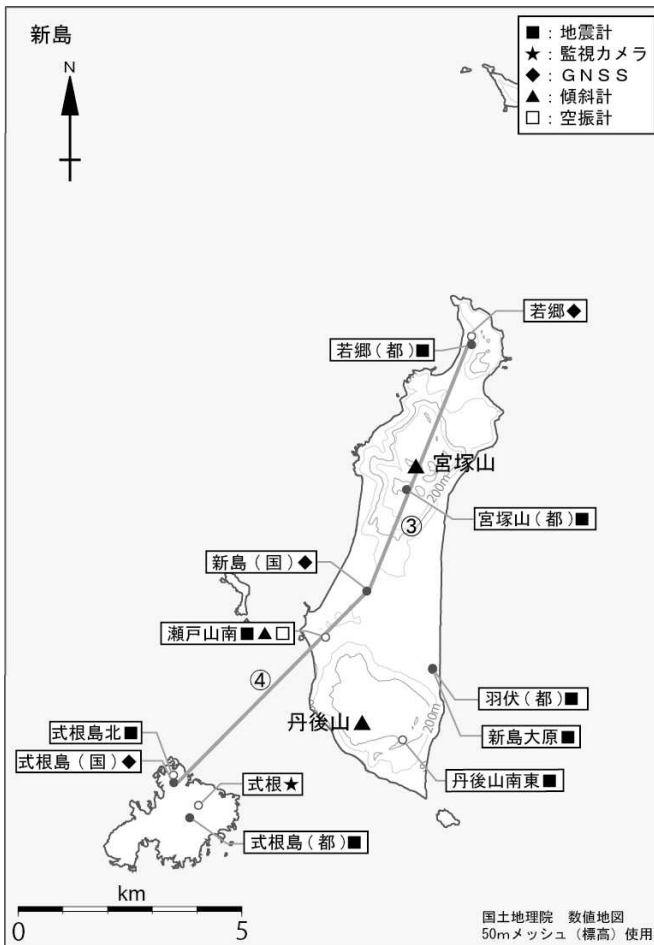 新島
N
■：地震計
★：監視カメラ
◆：ＧＮＳＳ
▲：傾斜計
□：空振計
若郷◆
若郷(都)■
宮塚山
200m
宮塚山(都)■
③
新島(国)◆
瀬戸山南■▲□
④
羽伏(都)■
丹後山
200m
新島大原■
式根島北■
式根島(国)◆
丹後山南東■
式根★
式根島(都)■
km
0 5
国土地理院　数値地図
50mメッシュ（標高）使用